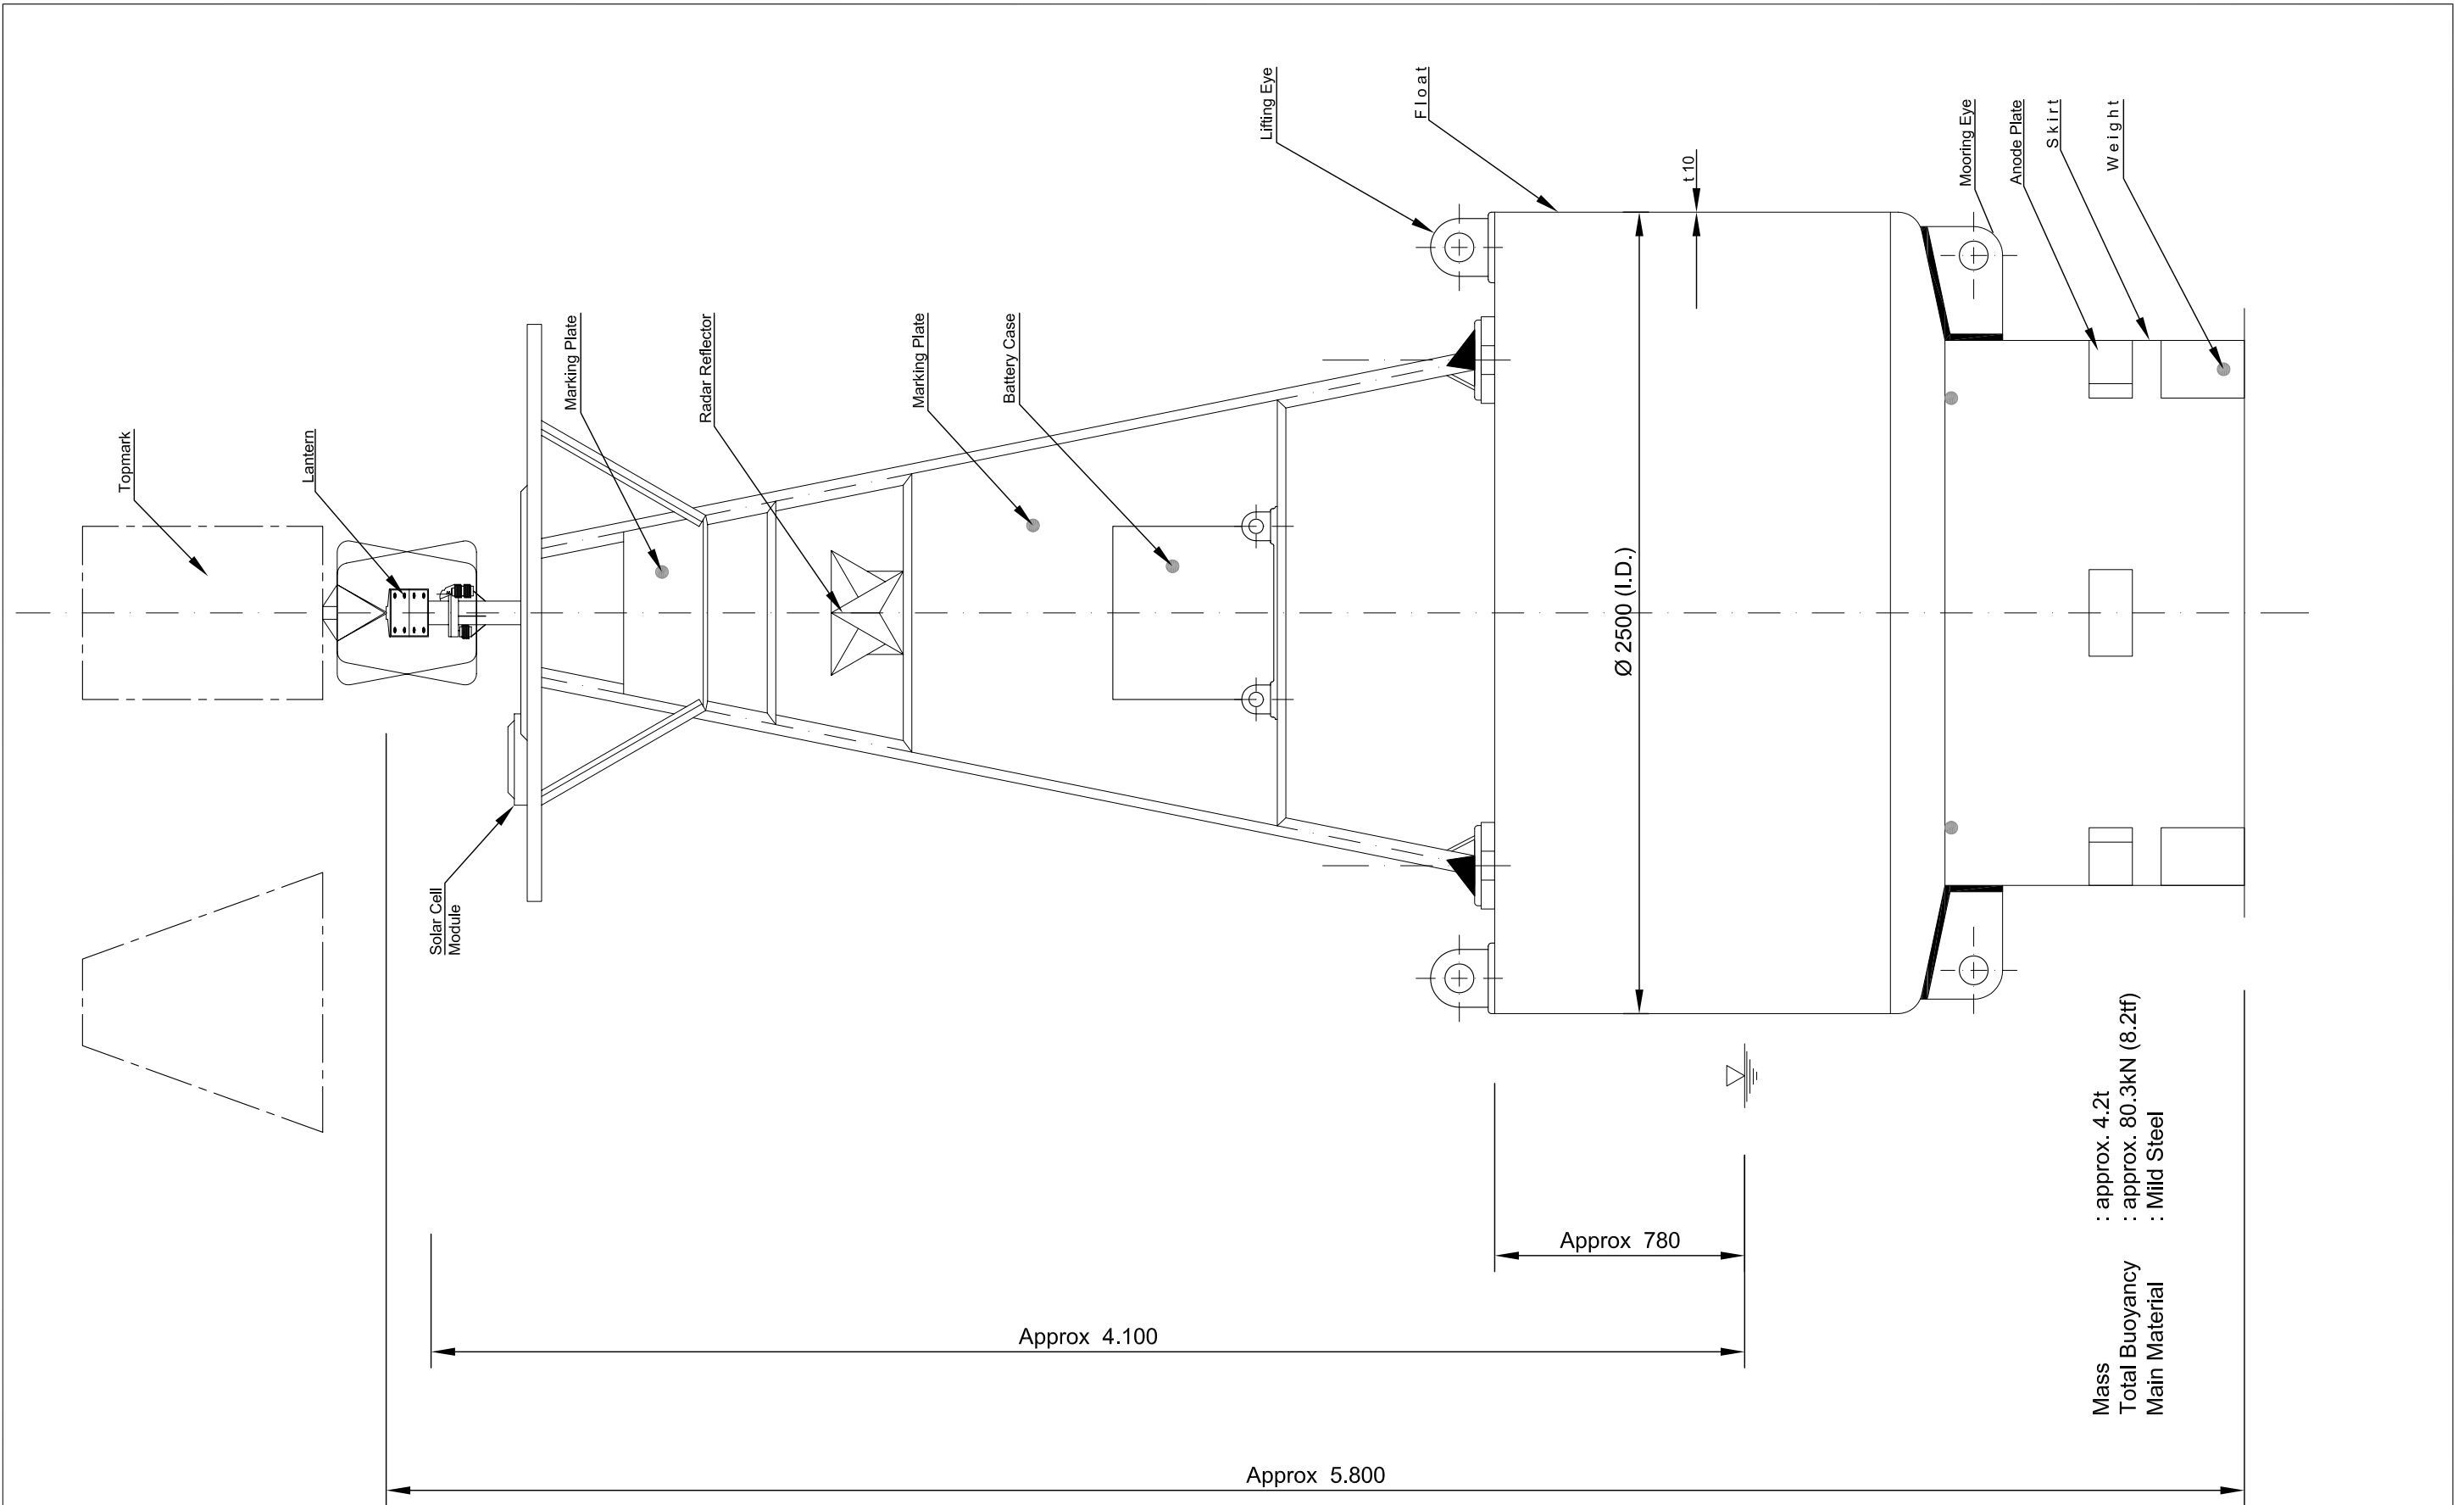 Topmark
Lantern
Solar Cell
Module
Marking Plate
Radar Reflector
Marking Plate
Battery Case
Lifting Eye
Float
t 10
Mooring Eye
Anode Plate
Skirt
Weight
Ø 2500 (I.D.)
Approx 780
Approx 4.100
Approx 5.800
Mass : approx. 4.2t
Total Buoyancy : approx. 80.3kN (8.2tf)
Main Material : Mild Steel